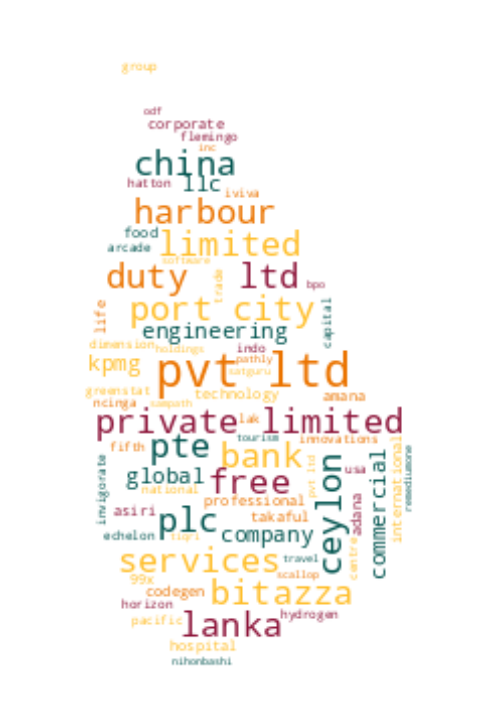 group
odf
corporate
flemingo
inc
china
hatton llc
iviva
harbour
food
arcade limited
software
duty trade ltd bpo
life port city capital
engineering
dimension holdings indo
kpmg pvt ltd
pathly
satguru
greenstat technology amana
ncinga sampath
private limited
lak
fifth pte tourism innovations
bank
invigorate global free pvt ltd ceylon usa commercial international remediumone
national
professional
asiri plc takaful adana
echelon tiqri company
services travel centre
scallop
99x
codegen bitazza
horizon
pacific lanka hydrogen
hospital
nihonbashi